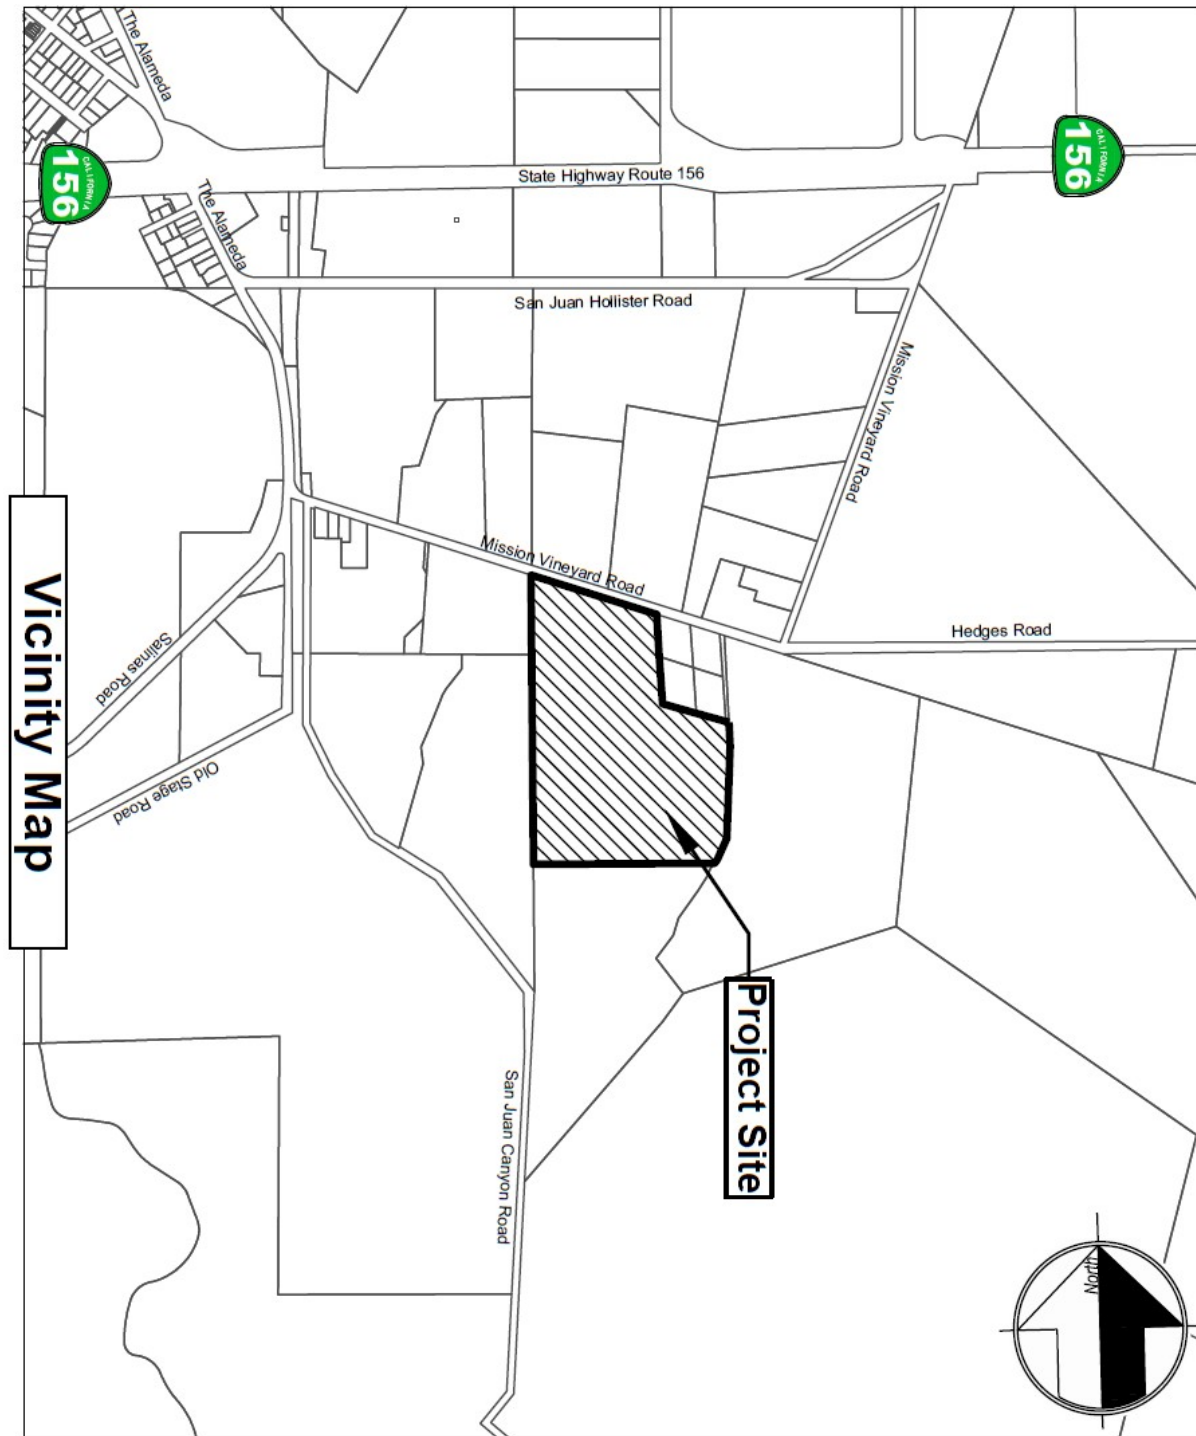 The Alameda
CALIFORNIA
156
CALIFORNIA
156
State Highway Route 156
The Alameda
San Juan Hollister Road
Mission Vineyard Road
Mission Vineyard Road
Hedges Road
Salinas Road
Old Stage Road
Vicinity Map
Project Site
San Juan Canyon Road
North